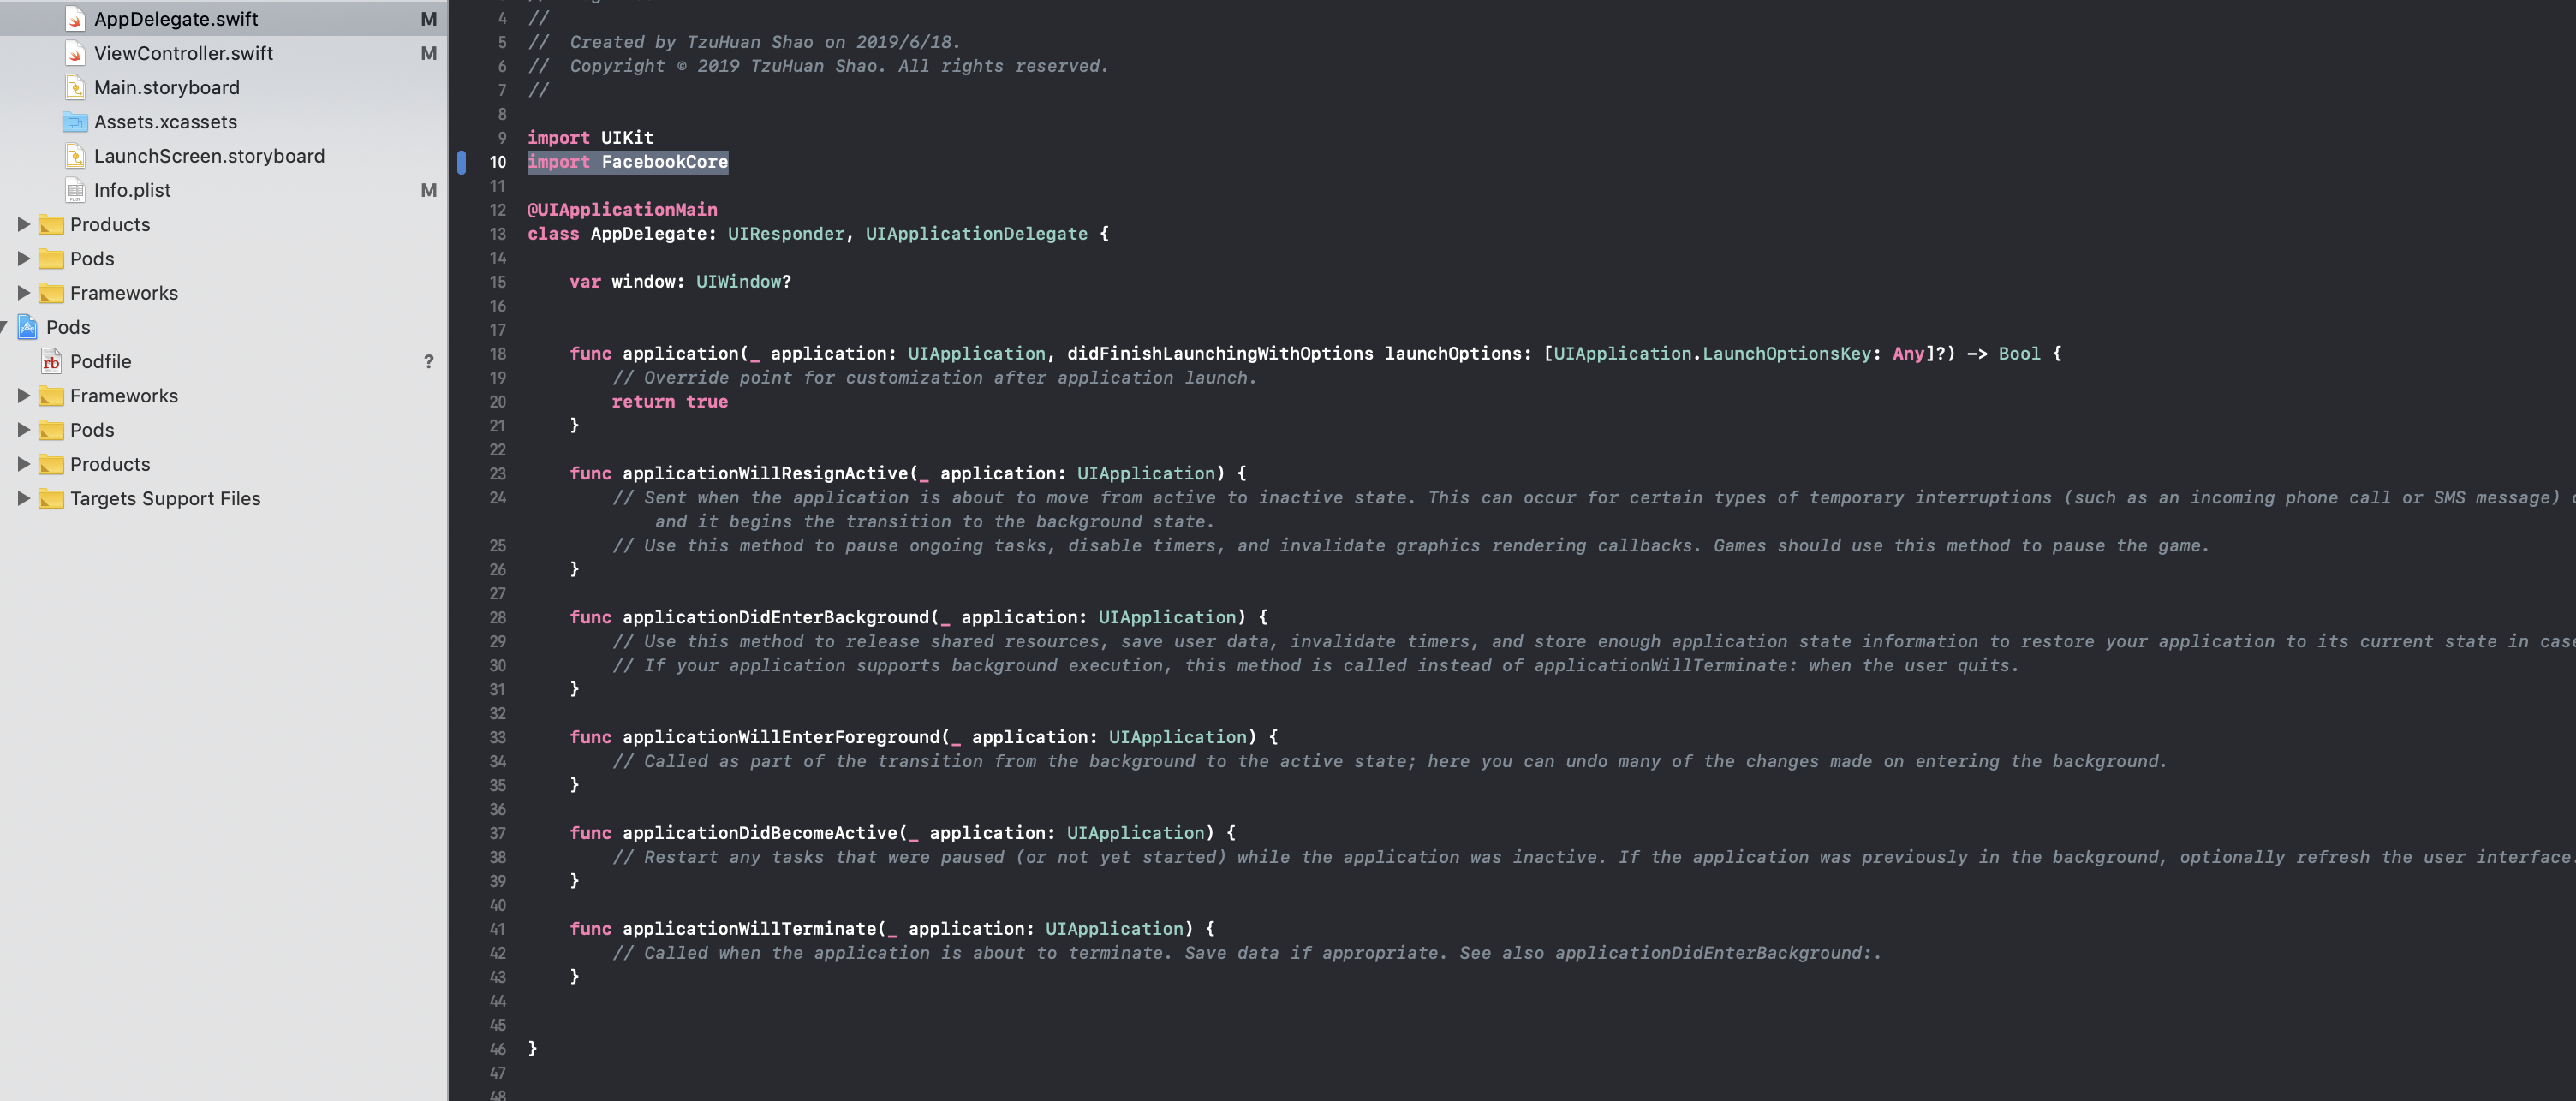 AppDelegate.swift M
ViewController.swift M
Main.storyboard
Assets.xcassets
LaunchScreen.storyboard
Info.plist M
Products
Pods
Frameworks
Pods
Podfile ?
Frameworks
Pods
Products
Targets Support Files
4 //
5 //  Created by TzuHuan Shao on 2019/6/18.
6 //  Copyright © 2019 TzuHuan Shao. All rights reserved.
7 //
8
9 import UIKit
10 import FacebookCore
11
12 @UIApplicationMain
13 class AppDelegate: UIResponder, UIApplicationDelegate {
14
15     var window: UIWindow?
16
17
18     func application(_ application: UIApplication, didFinishLaunchingWithOptions launchOptions: [UIApplication.LaunchOptionsKey: Any]?) -> Bool {
19         // Override point for customization after application launch.
20         return true
21     }
22
23     func applicationWillResignActive(_ application: UIApplication) {
24         // Sent when the application is about to move from active to inactive state. This can occur for certain types of temporary interruptions (such as an incoming phone call or SMS message)
and it begins the transition to the background state.
25         // Use this method to pause ongoing tasks, disable timers, and invalidate graphics rendering callbacks. Games should use this method to pause the game.
26     }
27
28     func applicationDidEnterBackground(_ application: UIApplication) {
29         // Use this method to release shared resources, save user data, invalidate timers, and store enough application state information to restore your application to its current state in case
30         // If your application supports background execution, this method is called instead of applicationWillTerminate: when the user quits.
31     }
32
33     func applicationWillEnterForeground(_ application: UIApplication) {
34         // Called as part of the transition from the background to the active state; here you can undo many of the changes made on entering the background.
35     }
36
37     func applicationDidBecomeActive(_ application: UIApplication) {
38         // Restart any tasks that were paused (or not yet started) while the application was inactive. If the application was previously in the background, optionally refresh the user interface.
39     }
40
41     func applicationWillTerminate(_ application: UIApplication) {
42         // Called when the application is about to terminate. Save data if appropriate. See also applicationDidEnterBackground:.
43     }
44
45
46 }
47
48